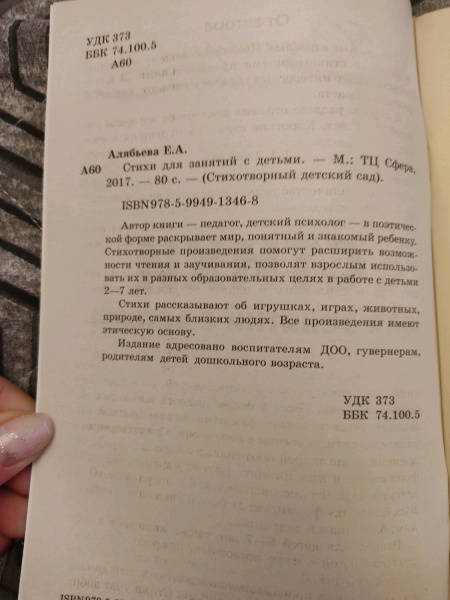 УДК 373
ББК 74.100.5
А60
Алябьева Е.А.
А60 Стихи для занятий с детьми. — М.: ТЦ Сфера,
2017. — 80 с. — (Стихотворный детский сад).
ISBN 978-5-9949-1346-8
Автор книги — педагог, детский психолог — в поэтичес-
кой форме раскрывает мир, понятный и знакомый ребенку.
Стихотворные произведения помогут расширить возмож-
ности чтения и заучивания, позволят взрослым использо-
вать их в разных образовательных целях в работе с детьми
2—7 лет.
Стихи рассказывают об игрушках, играх, животных,
природе, самых близких людях. Все произведения имеют
этическую основу.
Издание адресовано воспитателям ДОО, гувернерам,
родителям детей дошкольного возраста.
УДК 373
ББК 74.100.5